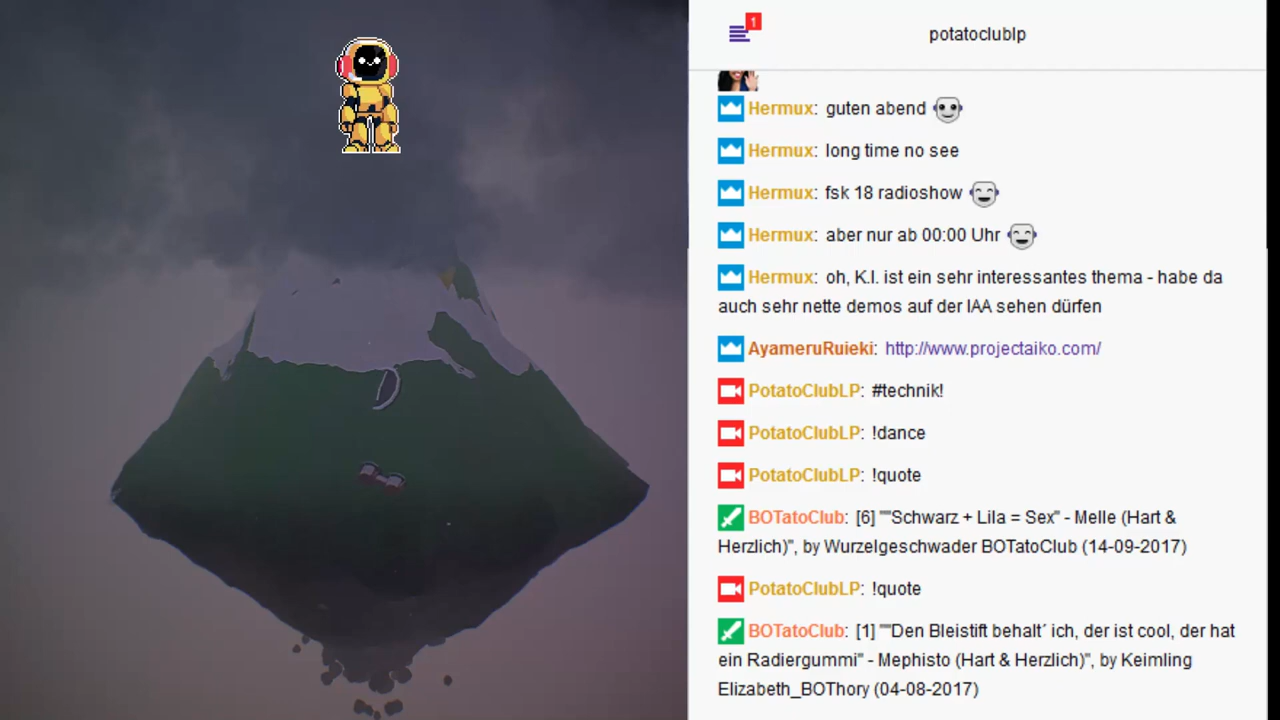 1
potatoclublp
Hermux: guten abend
Hermux: long time no see
Hermux: fsk 18 radioshow
Hermux: aber nur ab 00:00 Uhr
Hermux: oh, K.I. ist ein sehr interessantes thema - habe da
auch sehr nette demos auf der IAA sehen dürfen
AyameruRuieki: http://www.projectaiko.com/
PotatoClubLP: #technik!
PotatoClubLP: !dance
PotatoClubLP: !quote
BOTatoClub: [6] ""Schwarz + Lila = Sex" - Melle (Hart &
Herzlich)", by Wurzelgeschwader BOTatoClub (14-09-2017)
PotatoClubLP: !quote
BOTatoClub: [1] ""Den Bleistift behalt´ ich, der ist cool, der hat
ein Radiergummi" - Mephisto (Hart & Herzlich)", by Keimling
Elizabeth_BOThory (04-08-2017)